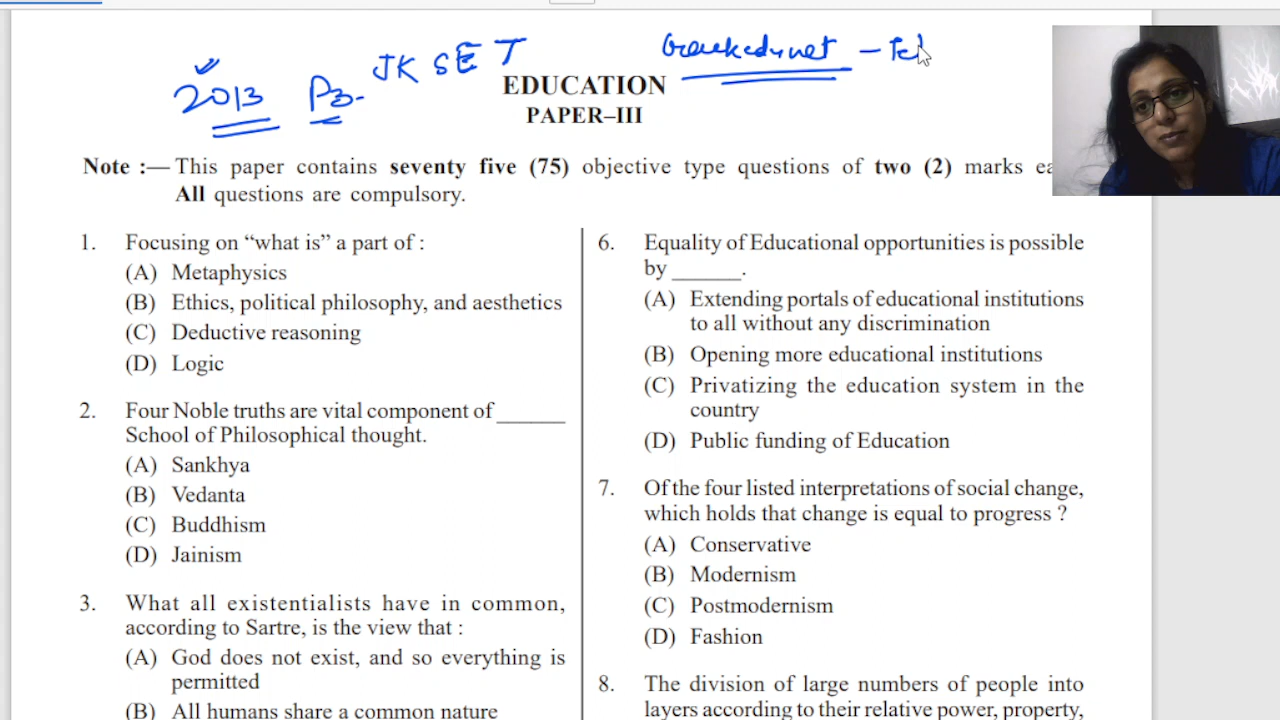 2013 P3- JK SET
crackedunet - Tel
EDUCATION
PAPER–III
Note :— This paper contains seventy five (75) objective type questions of two (2) marks ea
All questions are compulsory.
1. Focusing on “what is” a part of :
(A) Metaphysics
(B) Ethics, political philosophy, and aesthetics
(C) Deductive reasoning
(D) Logic
2. Four Noble truths are vital component of ______
School of Philosophical thought.
(A) Sankhya
(B) Vedanta
(C) Buddhism
(D) Jainism
3. What all existentialists have in common,
according to Sartre, is the view that :
(A) God does not exist, and so everything is
permitted
(B) All humans share a common nature
6. Equality of Educational opportunities is possible
by ______.
(A) Extending portals of educational institutions
to all without any discrimination
(B) Opening more educational institutions
(C) Privatizing the education system in the
country
(D) Public funding of Education
7. Of the four listed interpretations of social change,
which holds that change is equal to progress ?
(A) Conservative
(B) Modernism
(C) Postmodernism
(D) Fashion
8. The division of large numbers of people into
layers according to their relative power, property,